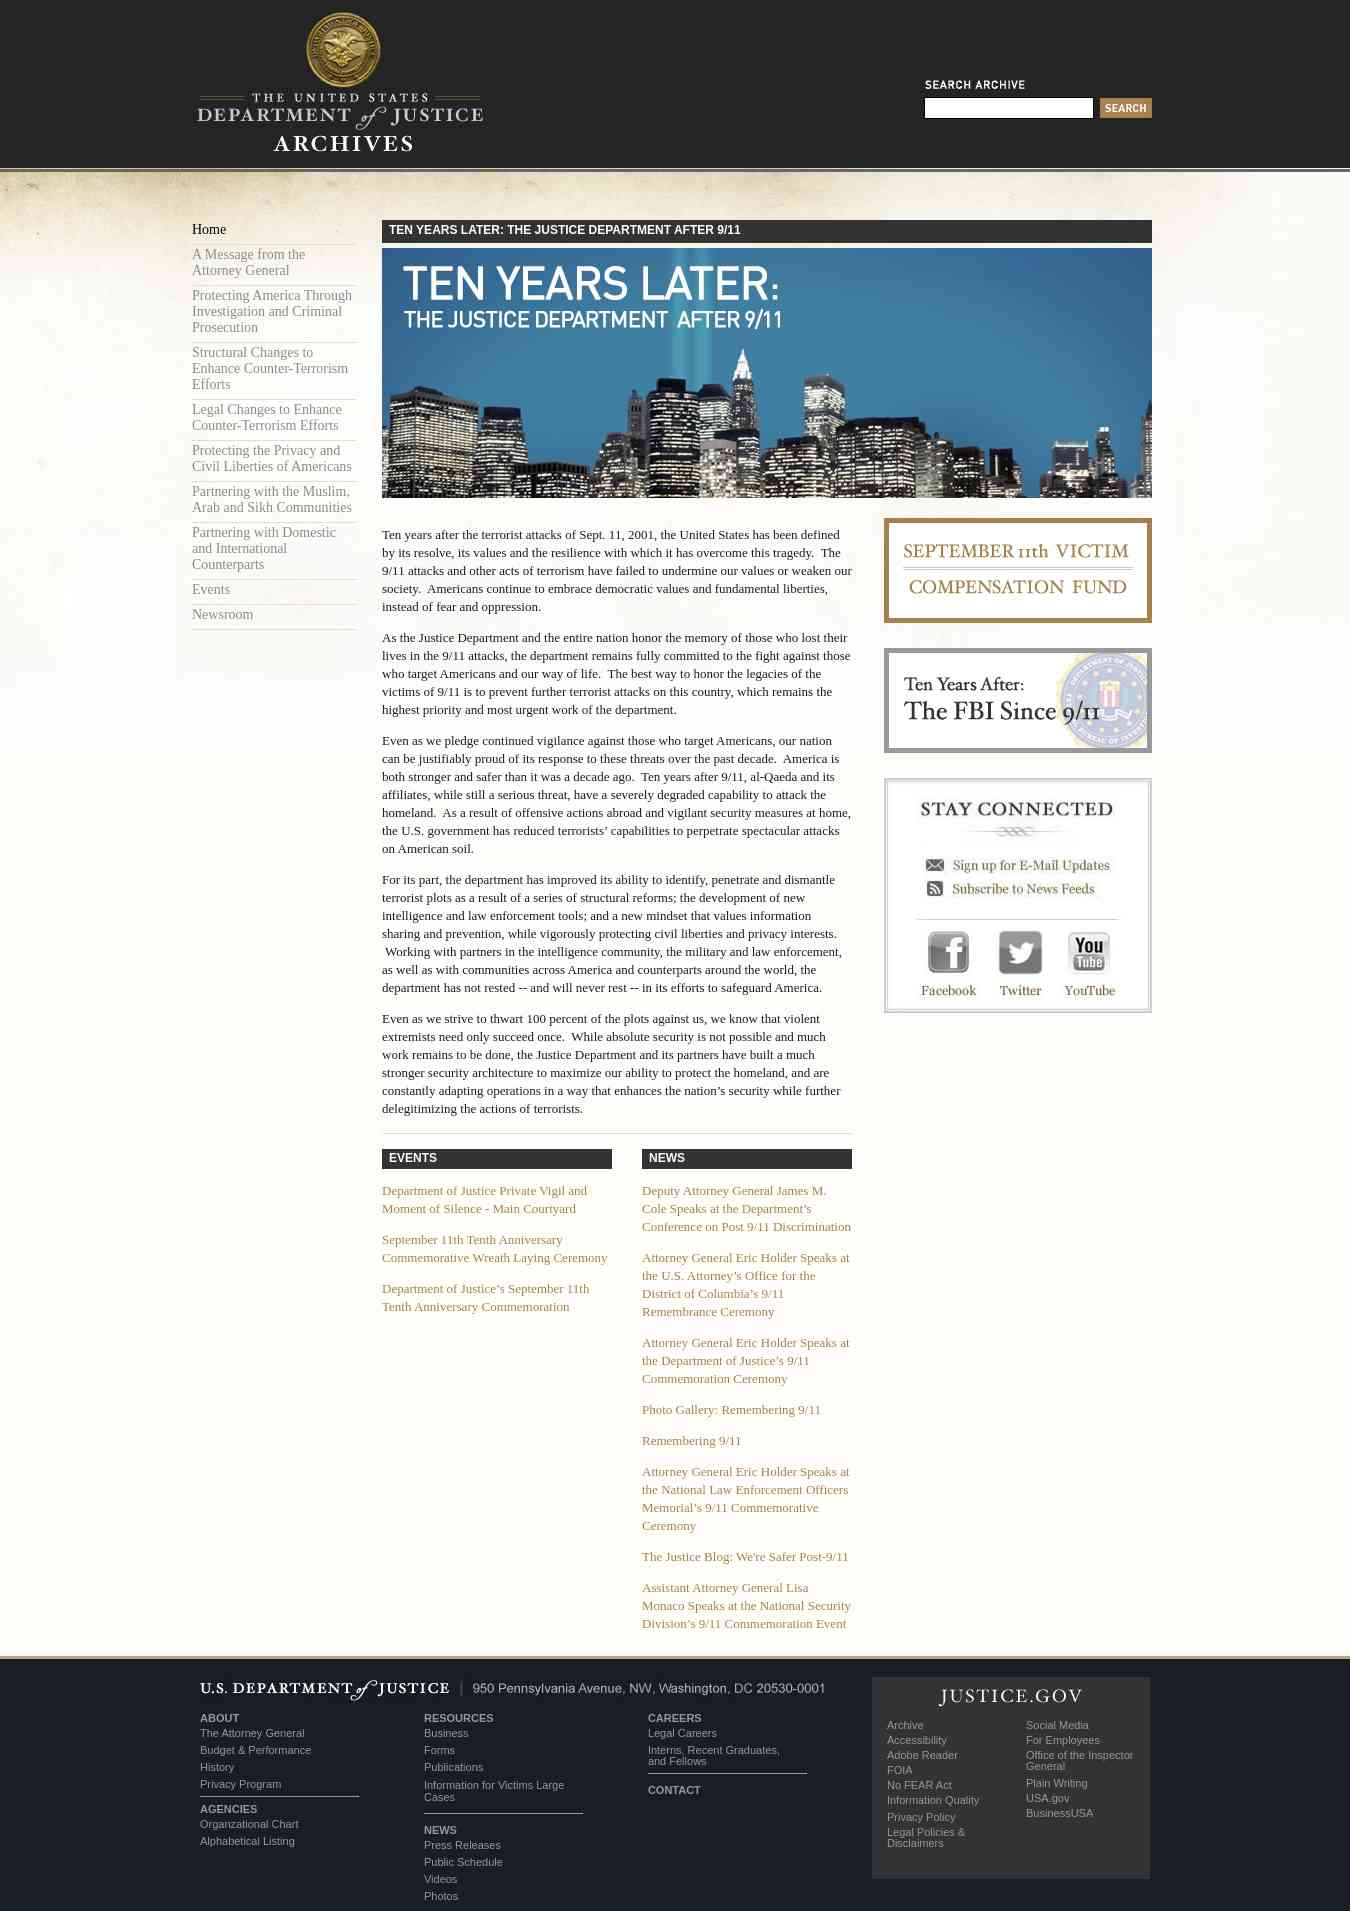 THE UNITED STATES
DEPARTMENT of JUSTICE
ARCHIVES
SEARCH ARCHIVE
SEARCH
Home
A Message from the
Attorney General
Protecting America Through
Investigation and Criminal
Prosecution
Structural Changes to
Enhance Counter-Terrorism
Efforts
Legal Changes to Enhance
Counter-Terrorism Efforts
Protecting the Privacy and
Civil Liberties of Americans
Partnering with the Muslim,
Arab and Sikh Communities
Partnering with Domestic
and International
Counterparts
Events
Newsroom
TEN YEARS LATER: THE JUSTICE DEPARTMENT AFTER 9/11
TEN YEARS LATER:
THE JUSTICE DEPARTMENT AFTER 9/11
Ten years after the terrorist attacks of Sept. 11, 2001, the United States has been defined
by its resolve, its values and the resilience with which it has overcome this tragedy.  The
9/11 attacks and other acts of terrorism have failed to undermine our values or weaken our
society.  Americans continue to embrace democratic values and fundamental liberties,
instead of fear and oppression.
As the Justice Department and the entire nation honor the memory of those who lost their
lives in the 9/11 attacks, the department remains fully committed to the fight against those
who target Americans and our way of life.  The best way to honor the legacies of the
victims of 9/11 is to prevent further terrorist attacks on this country, which remains the
highest priority and most urgent work of the department.
Even as we pledge continued vigilance against those who target Americans, our nation
can be justifiably proud of its response to these threats over the past decade.  America is
both stronger and safer than it was a decade ago.  Ten years after 9/11, al-Qaeda and its
affiliates, while still a serious threat, have a severely degraded capability to attack the
homeland.  As a result of offensive actions abroad and vigilant security measures at home,
the U.S. government has reduced terrorists’ capabilities to perpetrate spectacular attacks
on American soil.
For its part, the department has improved its ability to identify, penetrate and dismantle
terrorist plots as a result of a series of structural reforms; the development of new
intelligence and law enforcement tools; and a new mindset that values information
sharing and prevention, while vigorously protecting civil liberties and privacy interests.
Working with partners in the intelligence community, the military and law enforcement,
as well as with communities across America and counterparts around the world, the
department has not rested -- and will never rest -- in its efforts to safeguard America.
Even as we strive to thwart 100 percent of the plots against us, we know that violent
extremists need only succeed once.  While absolute security is not possible and much
work remains to be done, the Justice Department and its partners have built a much
stronger security architecture to maximize our ability to protect the homeland, and are
constantly adapting operations in a way that enhances the nation’s security while further
delegitimizing the actions of terrorists.
SEPTEMBER 11th VICTIM
COMPENSATION FUND
Ten Years After:
The FBI Since 9/11
STAY CONNECTED
Sign up for E-Mail Updates
Subscribe to News Feeds
You
Tube
Facebook Twitter YouTube
EVENTS
Department of Justice Private Vigil and
Moment of Silence - Main Courtyard
September 11th Tenth Anniversary
Commemorative Wreath Laying Ceremony
Department of Justice’s September 11th
Tenth Anniversary Commemoration
NEWS
Deputy Attorney General James M.
Cole Speaks at the Department’s
Conference on Post 9/11 Discrimination
Attorney General Eric Holder Speaks at
the U.S. Attorney’s Office for the
District of Columbia’s 9/11
Remembrance Ceremony
Attorney General Eric Holder Speaks at
the Department of Justice’s 9/11
Commemoration Ceremony
Photo Gallery: Remembering 9/11
Remembering 9/11
Attorney General Eric Holder Speaks at
the National Law Enforcement Officers
Memorial’s 9/11 Commemorative
Ceremony
The Justice Blog: We're Safer Post-9/11
Assistant Attorney General Lisa
Monaco Speaks at the National Security
Division’s 9/11 Commemoration Event
U.S. DEPARTMENT of JUSTICE | 950 Pennsylvania Avenue, NW, Washington, DC 20530-0001
ABOUT
The Attorney General
Budget & Performance
History
Privacy Program
AGENCIES
Organzational Chart
Alphabetical Listing
RESOURCES
Business
Forms
Publications
Information for Victims Large
Cases
NEWS
Press Releases
Public Schedule
Videos
Photos
CAREERS
Legal Careers
Interns, Recent Graduates,
and Fellows
CONTACT
JUSTICE.GOV
Archive
Accessibility
Adobe Reader
FOIA
No FEAR Act
Information Quality
Privacy Policy
Legal Policies &
Disclaimers
Social Media
For Employees
Office of the Inspector
General
Plain Writing
USA.gov
BusinessUSA